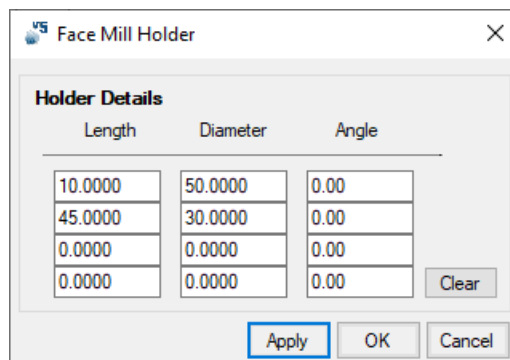 V5 Face Mill Holder
Holder Details
Length Diameter Angle
10.0000 50.0000 0.00
45.0000 30.0000 0.00
0.0000 0.0000 0.00
0.0000 0.0000 0.00 Clear
Apply OK Cancel